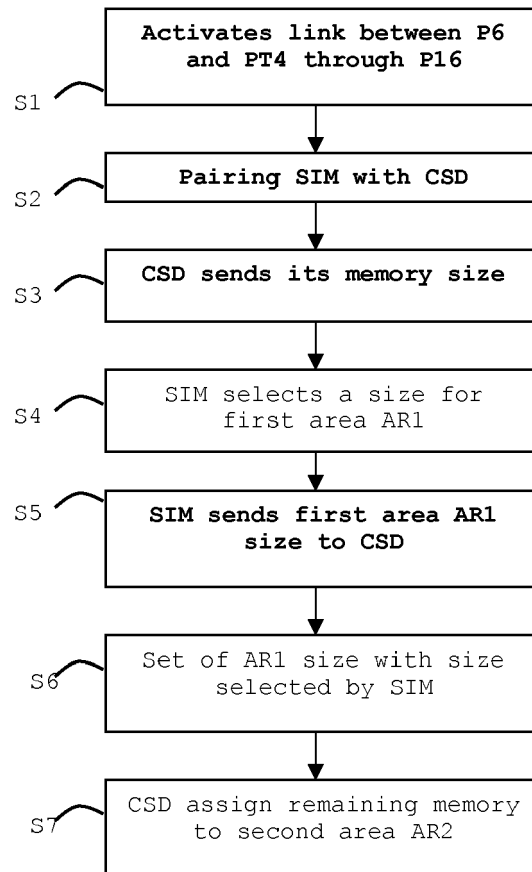 Activates link between P6
and PT4 through P16
S1
Pairing SIM with CSD
S2
CSD sends its memory size
S3
SIM selects a size for
first area AR1
S4
SIM sends first area AR1
size to CSD
S5
Set of AR1 size with size
selected by SIM
S6
CSD assign remaining memory
to second area AR2
S7